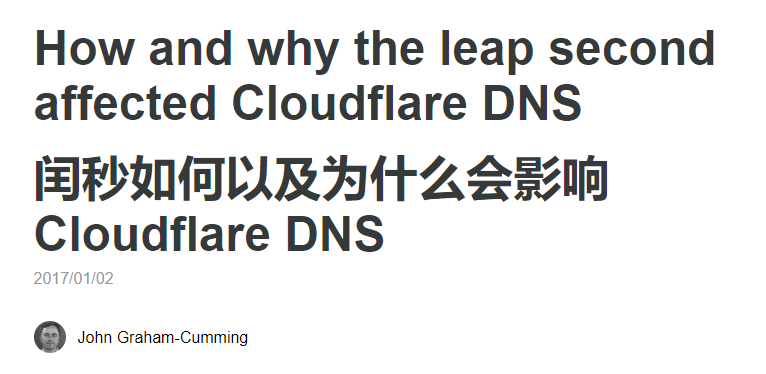 How and why the leap second
affected Cloudflare DNS
闰秒如何以及为什么会影响
Cloudflare DNS
2017/01/02
John Graham-Cumming